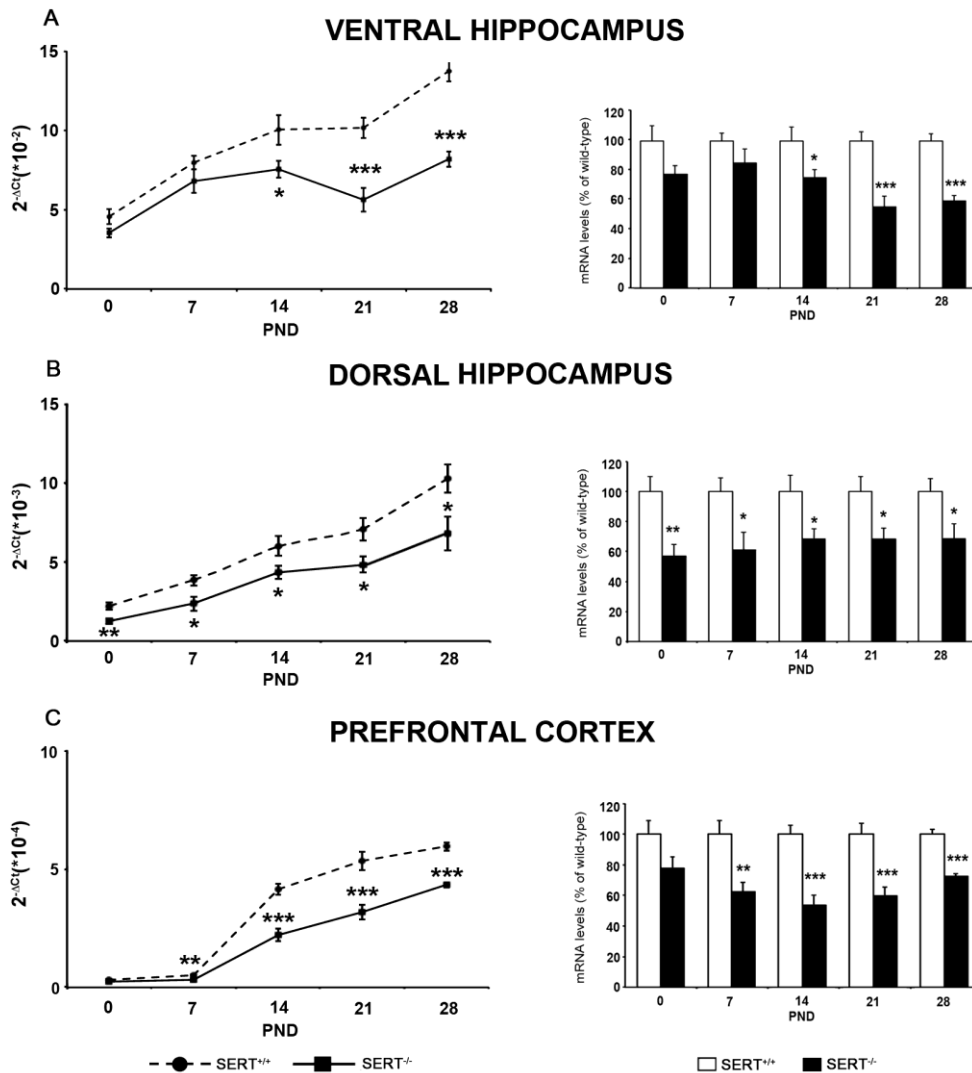 A
VENTRAL HIPPOCAMPUS
15
10
5
0
2-ΔCt(*10-2)
*
***
***
0 7 14 21 28
PND
120
100
80
60
40
20
0
mRNA levels (% of wild-type)
*
***
***
0 7 14 21 28
PND
B
DORSAL HIPPOCAMPUS
15
10
5
0
2-ΔCt(*10-3)
**
*
*
*
*
0 7 14 21 28
PND
120
100
80
60
40
20
0
mRNA levels (% of wild-type)
**
*
*
*
*
0 7 14 21 28
PND
C
PREFRONTAL CORTEX
10
5
0
2-ΔCt(*10-4)
**
***
***
***
0 7 14 21 28
PND
120
100
80
60
40
20
0
mRNA levels (% of wild-type)
**
***
***
***
0 7 14 21 28
PND
SERT+/+ SERT-/-
SERT+/+ SERT-/-